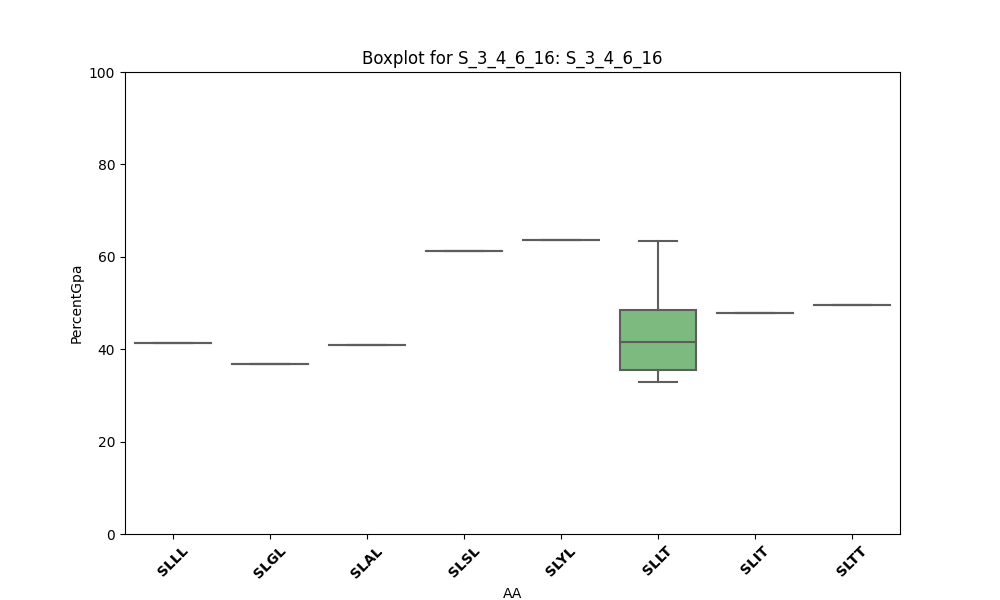 Boxplot for S_3_4_6_16: S_3_4_6_16
100
80
60
40
20
0
PercentGpa
SLLL
SLGL
SLAL
SLSL
SLYL
SLLT
SLIT
SLTT
AA